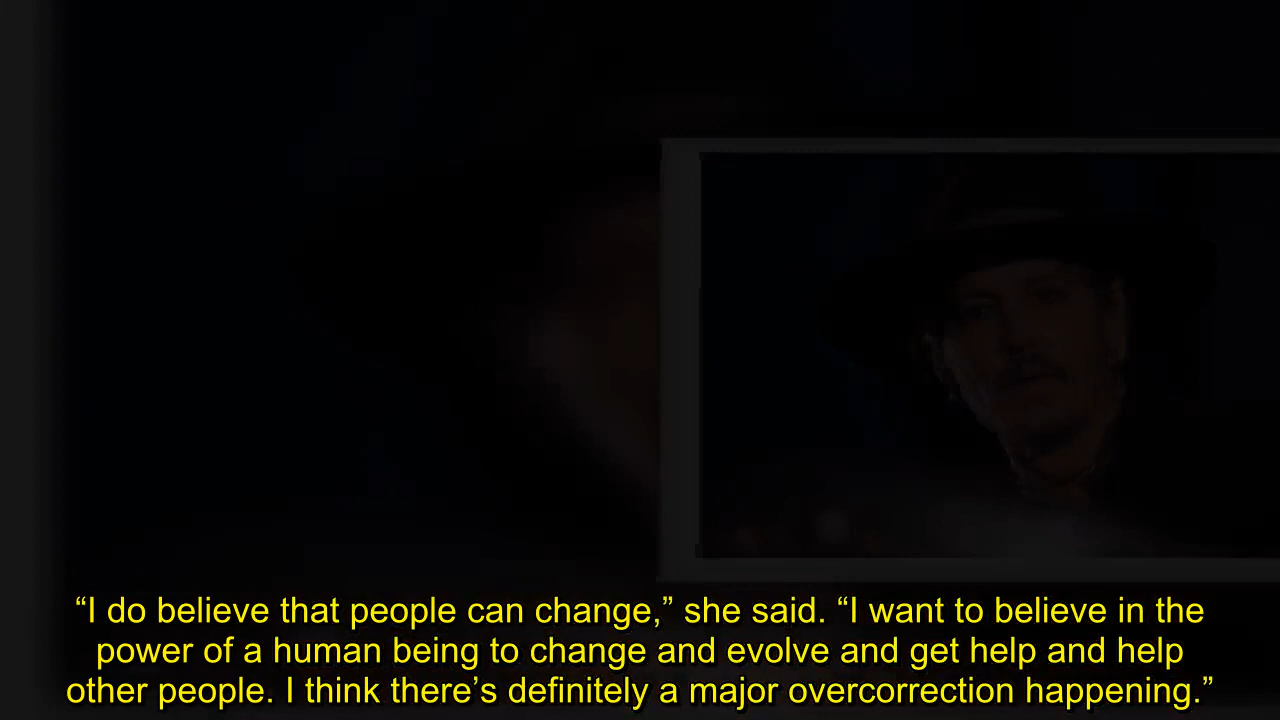 “I do believe that people can change,” she said. “I want to believe in the
power of a human being to change and evolve and get help and help
other people. I think there’s definitely a major overcorrection happening.”